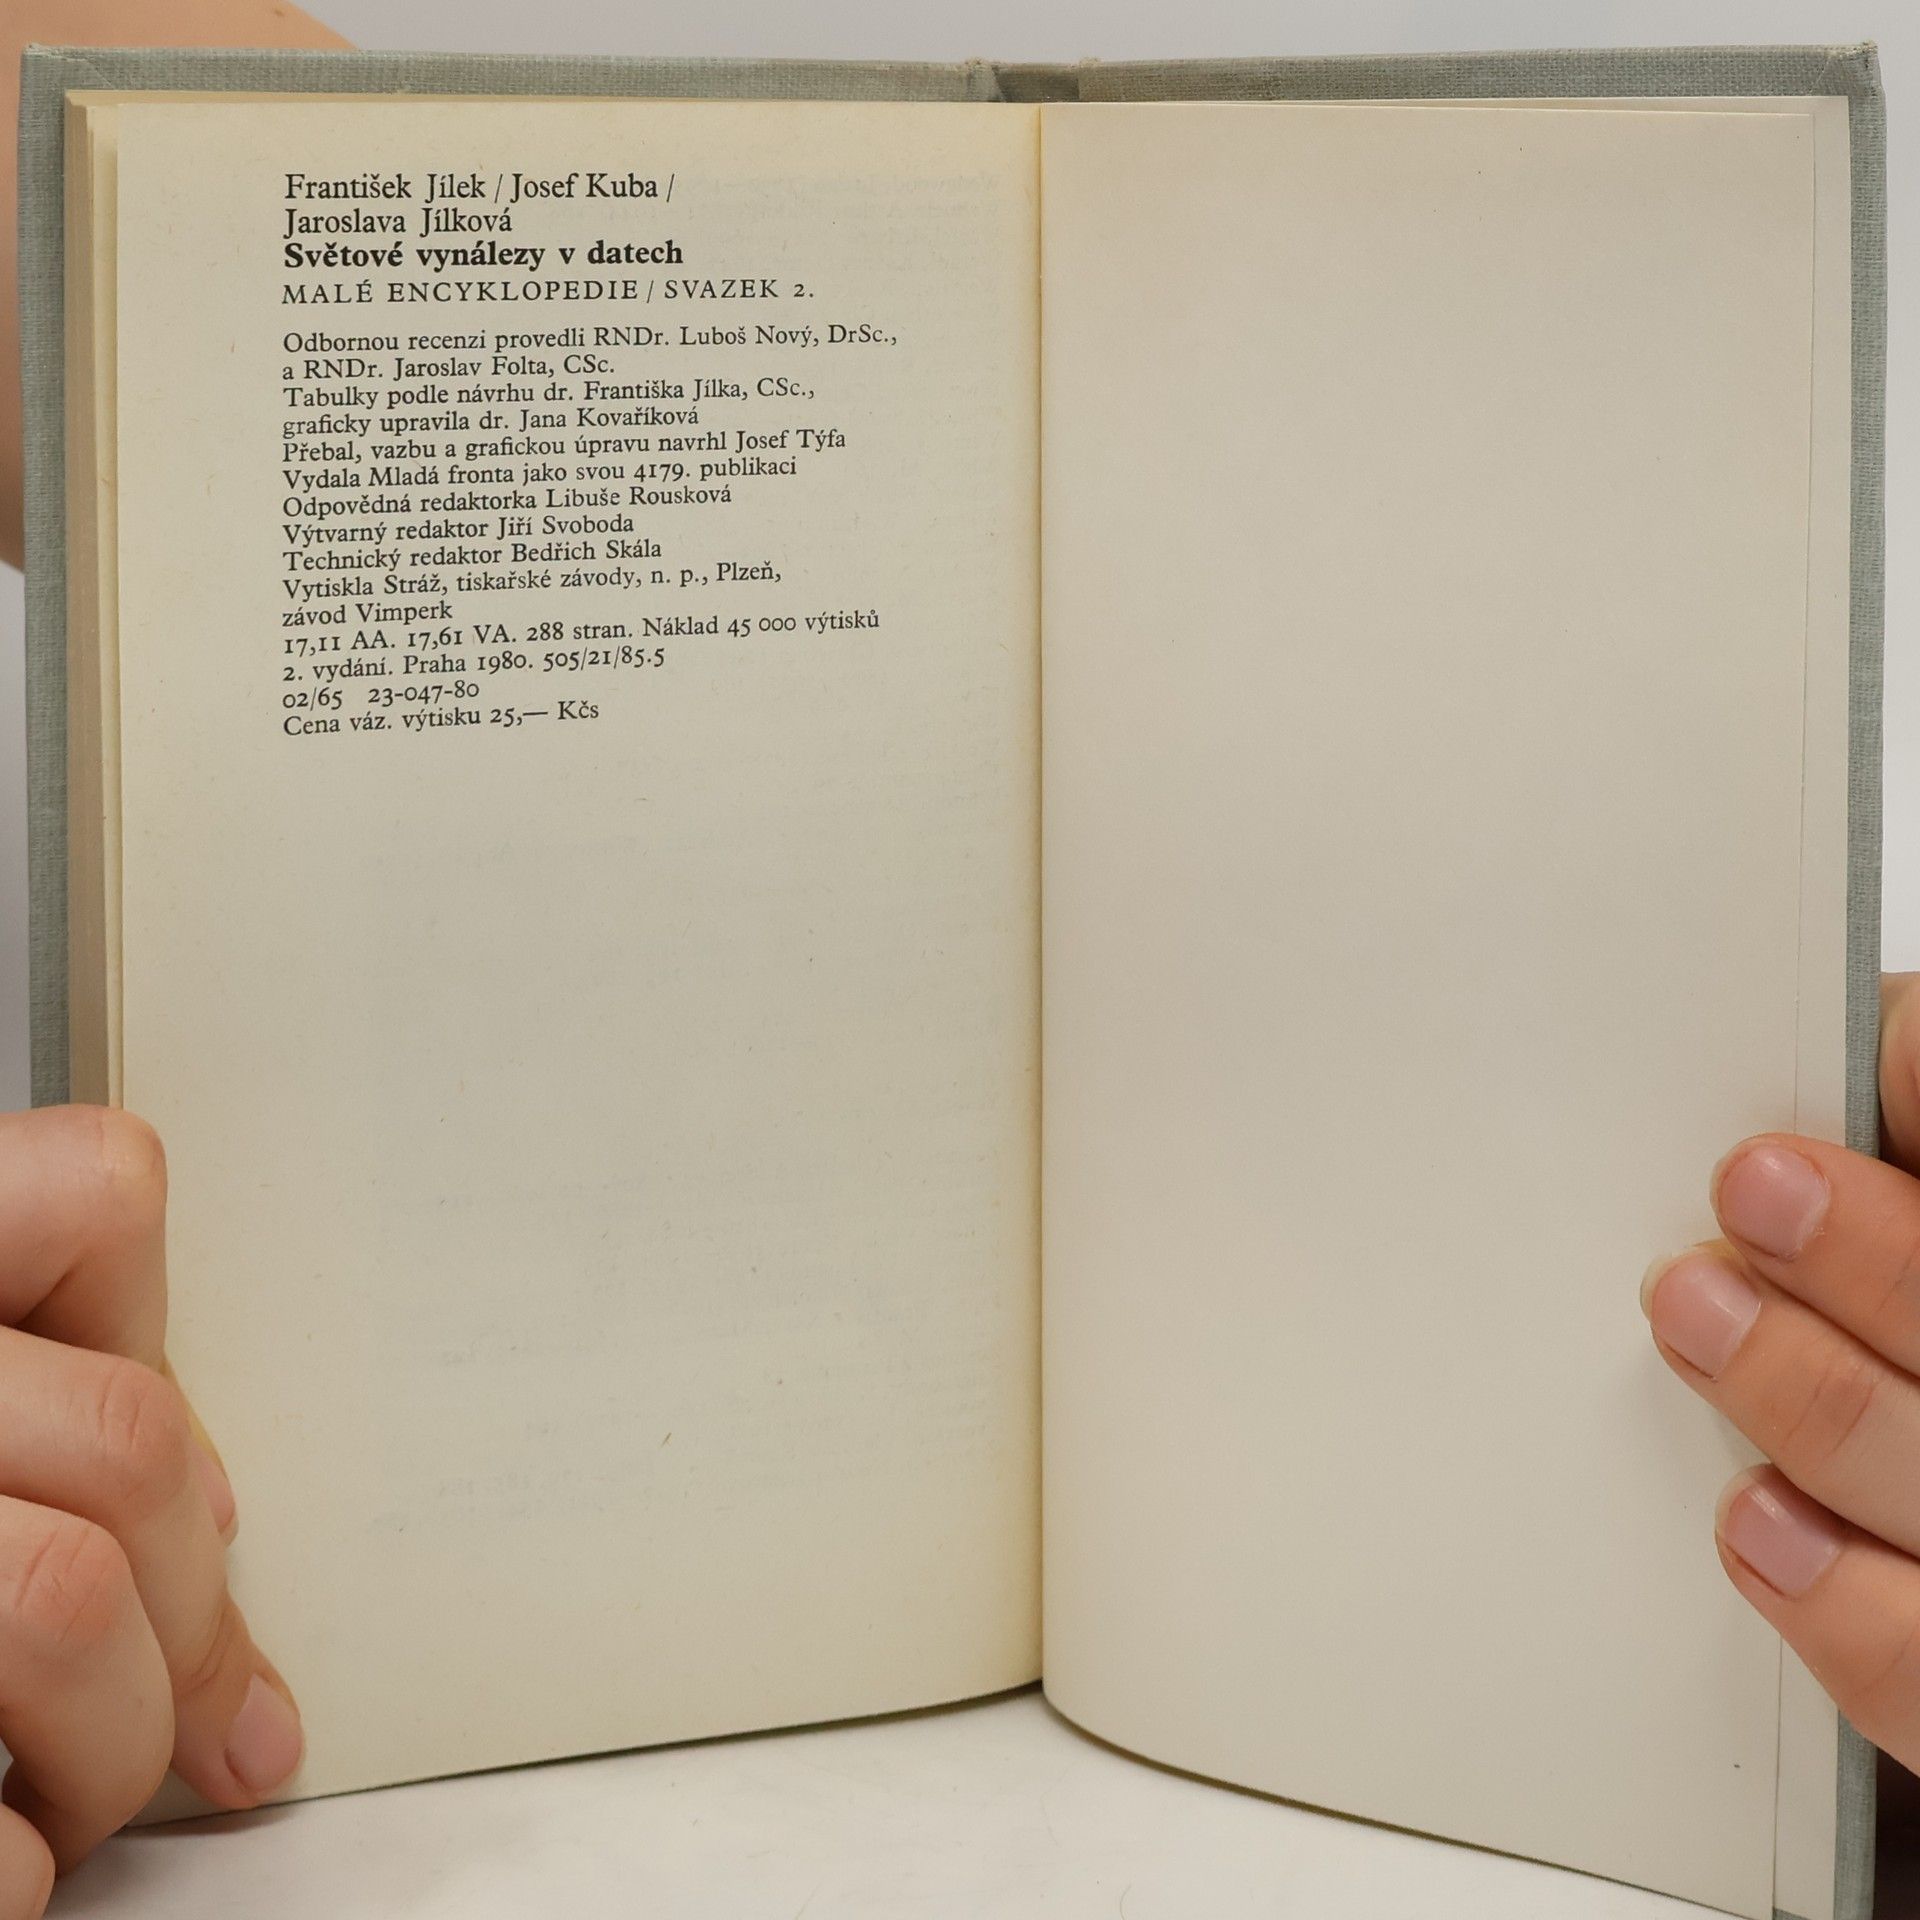 František Jílek / Josef Kuba /
Jaroslava Jílková
Světové vynálezy v datech
MALÉ ENCYKLOPEDIE / SVAZEK 2.
Odbornou recenzi provedli RNDr. Luboš Nový, DrSc.,
a RNDr. Jaroslav Folta, CSc.
Tabulky podle návrhu dr. Františka Jílka, CSc.,
graficky upravila dr. Jana Kovaříková
Přebal, vazbu a grafickou úpravu navrhl Josef Týfa
Vydala Mladá fronta jako svou 4179. publikaci
Odpovědná redaktorka Libuše Rousková
Výtvarný redaktor Jiří Svoboda
Technický redaktor Bedřich Skála
Vytiskla Stráž, tiskařské závody, n. p., Plzeň,
závod Vimperk
17,11 AA. 17,61 VA. 288 stran. Náklad 45 000 výtisků
2. vydání. Praha 1980. 505/21/85.5
02/65 23-047-80
Cena váz. výtisku 25,— Kčs